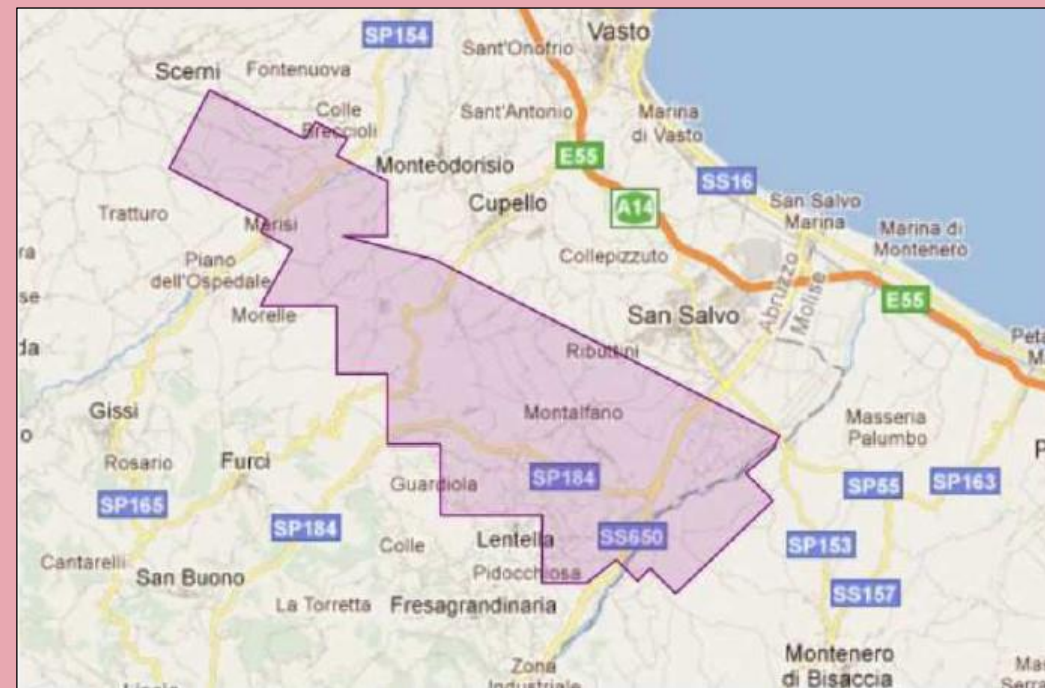 SP154
Sant'Onofrio
Vasto
Scerni
Fontenuova
Colle
Breccioli
Sant'Antonio
Marina
di Vasto
E55
Monteodorisio
SS16
Cupello
A14
San Salvo
Marina
Tratturo
Marisi
Marina di
Montenero
Collepizzuto
Piano
dell'Ospedale
Abruzzo
Molise
E55
Morelle
San Salvo
Ributtini
Gissi
Montalfano
Masseria
Palumbo
Rosario
Furci
Guardiola
SP184
SP55
SP163
SP165
SP184
Colle
Lentella
SS650
SP153
Cantarelli
San Buono
Pidocchiosa
SS157
La Torretta
Fresagrandinaria
Montenero
di Bisaccia
Zona
Industriale